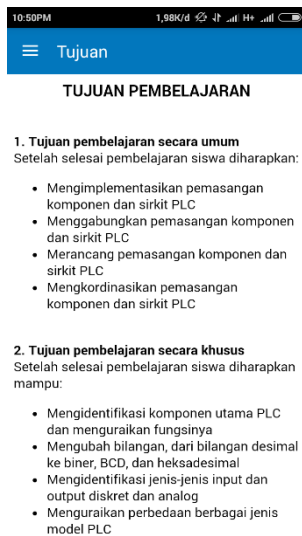 10:50PM 1,98K/d H+
Tujuan
TUJUAN PEMBELAJARAN
1. Tujuan pembelajaran secara umum
Setelah selesai pembelajaran siswa diharapkan:
• Mengimplementasikan pemasangan
komponen dan sirkit PLC
• Menggabungkan pemasangan komponen
dan sirkit PLC
• Merancang pemasangan komponen dan
sirkit PLC
• Mengkordinasikan pemasangan
komponen dan sirkit PLC
2. Tujuan pembelajaran secara khusus
Setelah selesai pembelajaran siswa diharapkan
mampu:
• Mengidentifikasi komponen utama PLC
dan menguraikan fungsinya
• Mengubah bilangan, dari bilangan desimal
ke biner, BCD, dan heksadesimal
• Mengidentifikasi jenis-jenis input dan
output diskret dan analog
• Menguraikan perbedaan berbagai jenis
model PLC